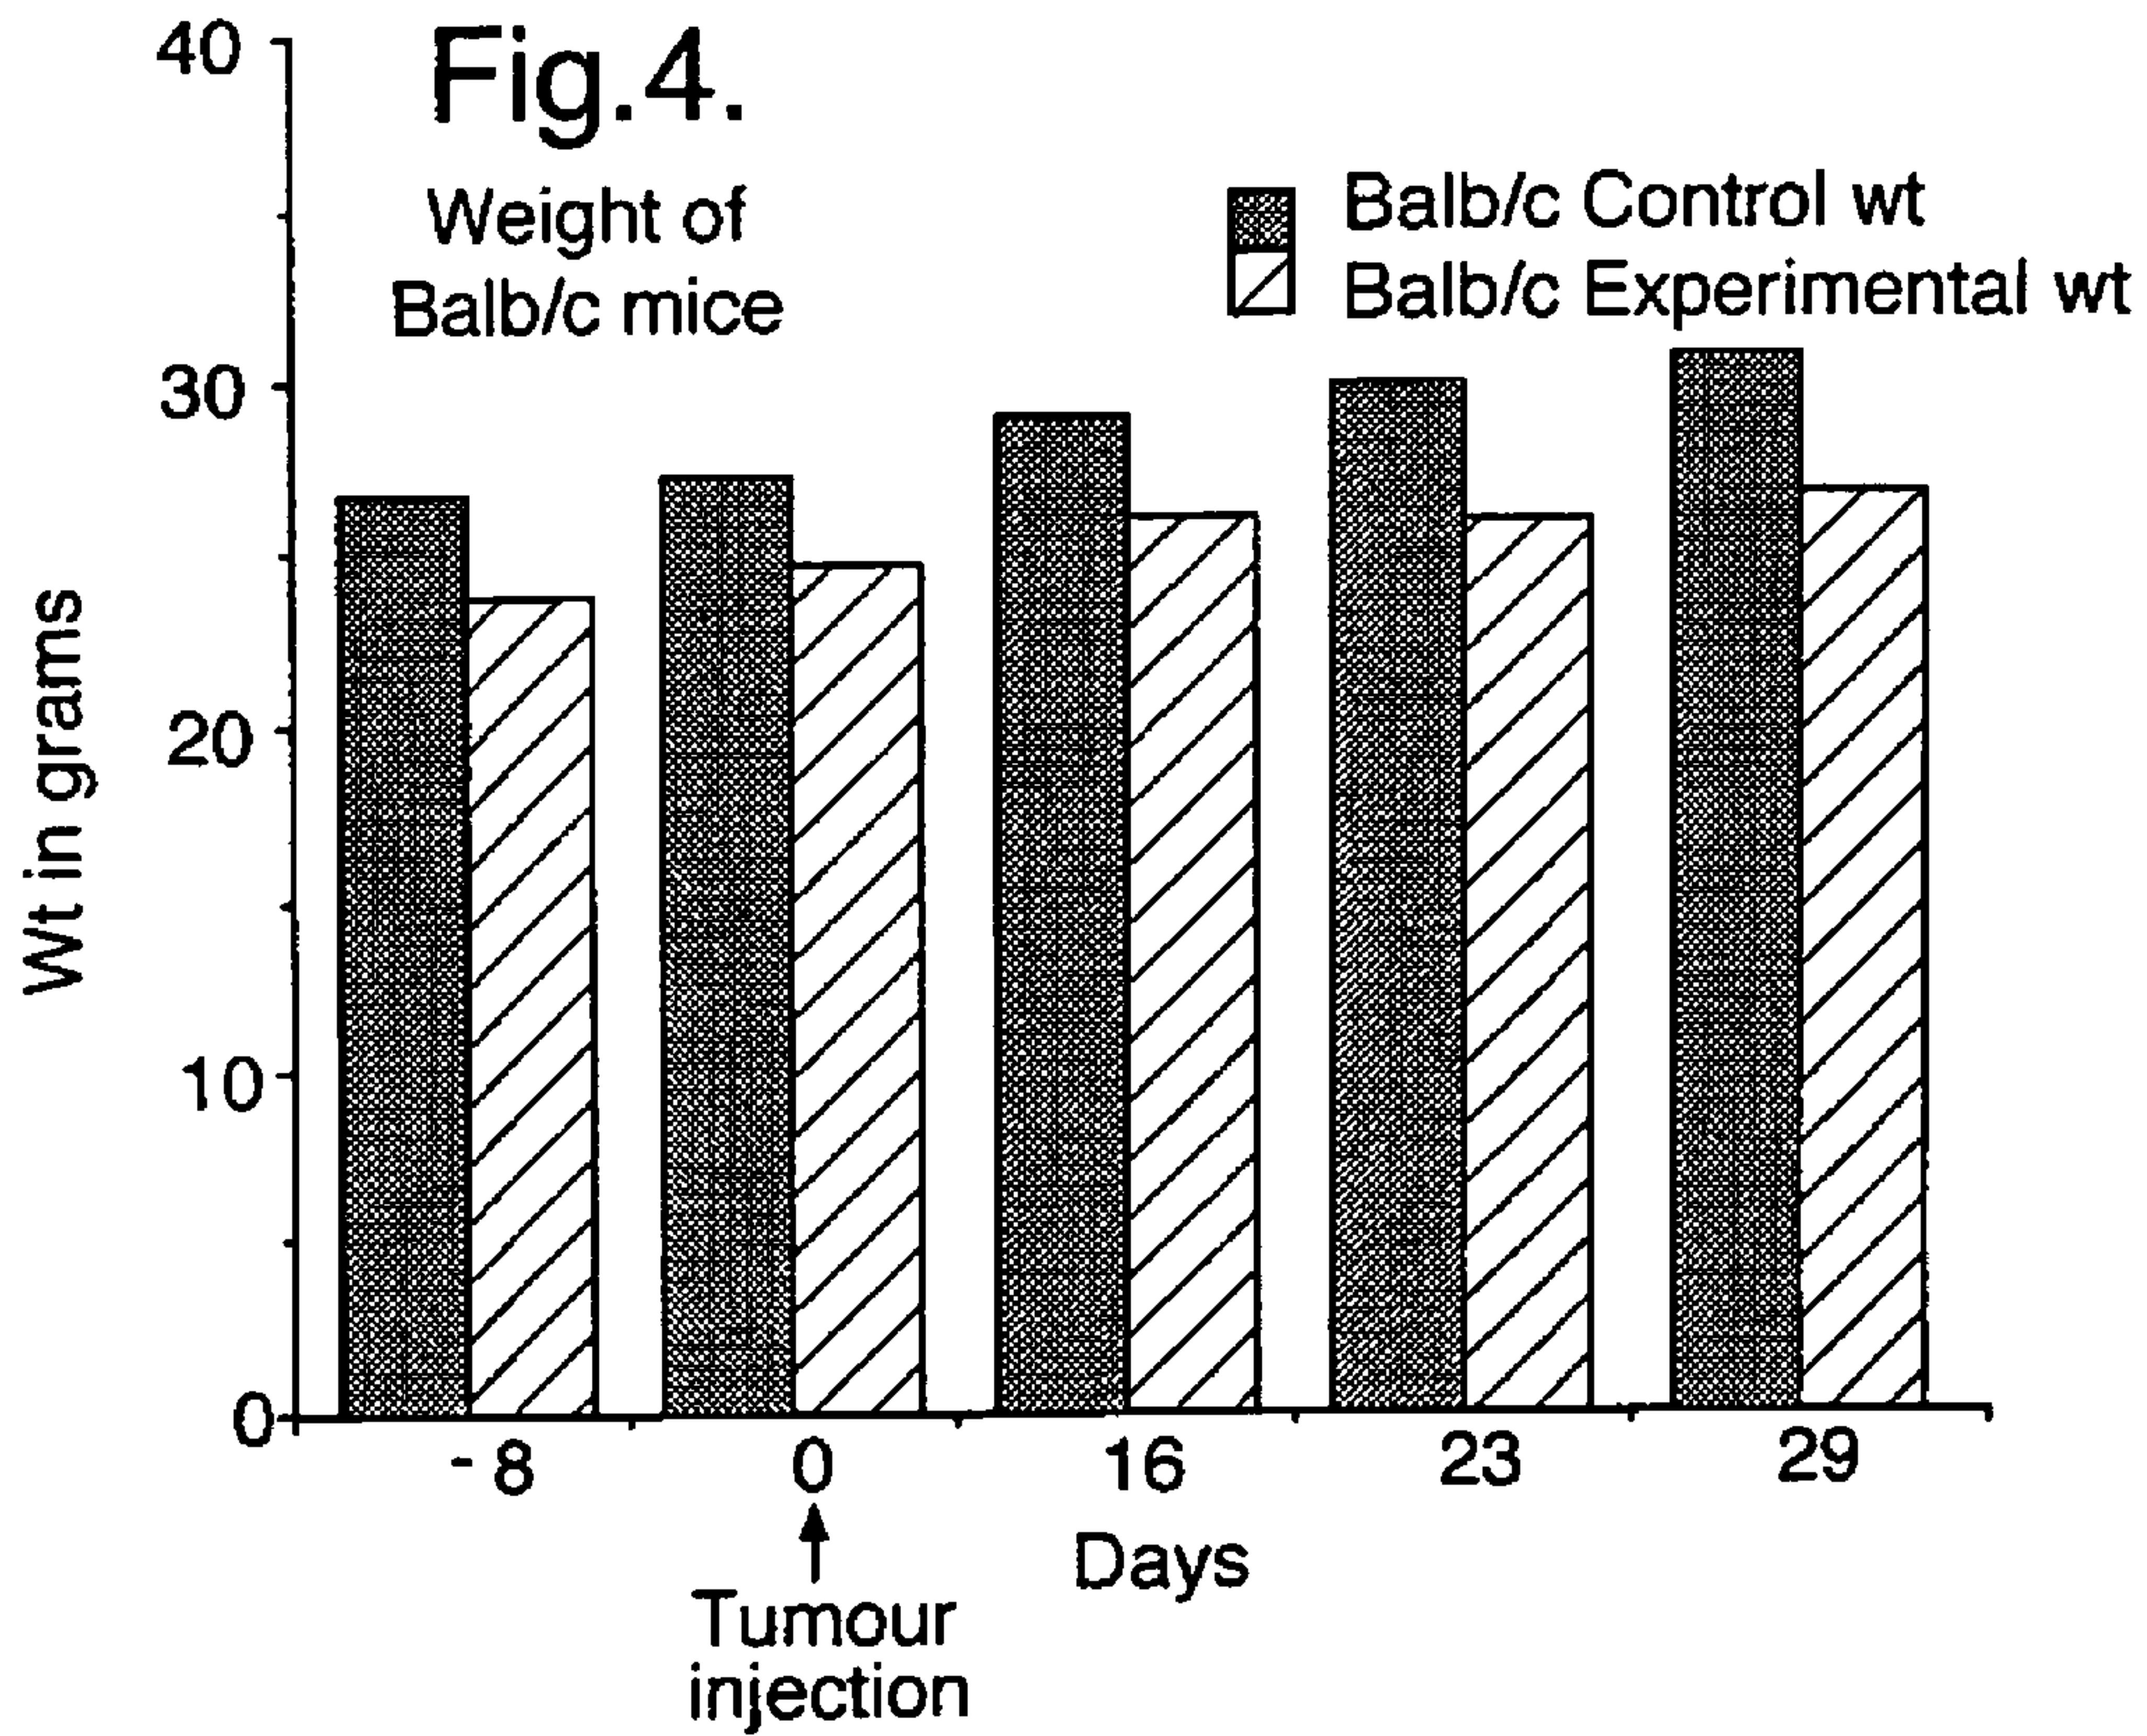 Fig.4.
Weight of
Balb/c mice
Balb/c Control wt
Balb/c Experimental wt
Wt in grams
40
30
20
10
0
- 8
0
16
23
29
Days
Tumour
injection